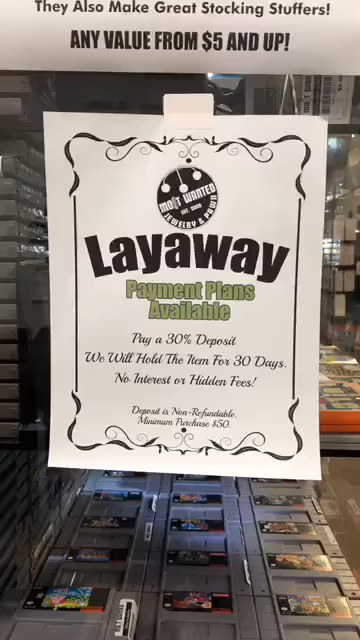 They Also Make Great Stocking Stuffers!
ANY VALUE FROM $5 AND UP!
MOST WANTED
EST. 2009
JEWELRY & PAWN
Layaway
Payment Plans
Available
Pay a 30% Deposit
We Will Hold The Item For 30 Days.
No Interest or Hidden Fees!
Deposit is Non-Refundable.
Minimum Purchase $50.